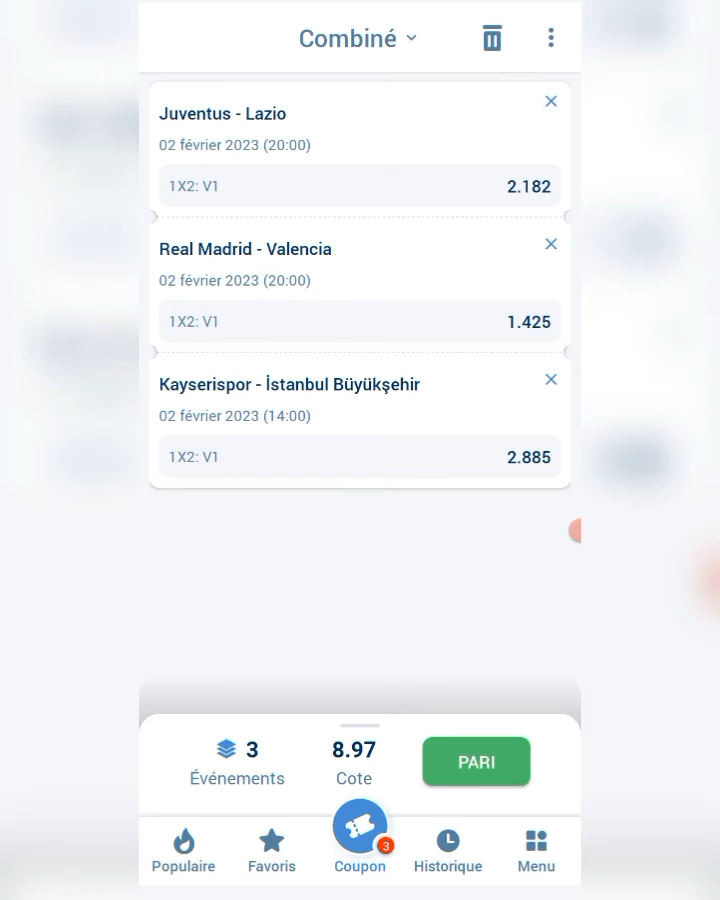 Combiné
Juventus - Lazio
02 février 2023 (20:00)
1X2: V1 2.182
Real Madrid - Valencia
02 février 2023 (20:00)
1X2: V1 1.425
Kayserispor - İstanbul Büyükşehir
02 février 2023 (14:00)
1X2: V1 2.885
3 8.97 PARI
Événements Cote
3
Populaire Favoris Coupon Historique Menu